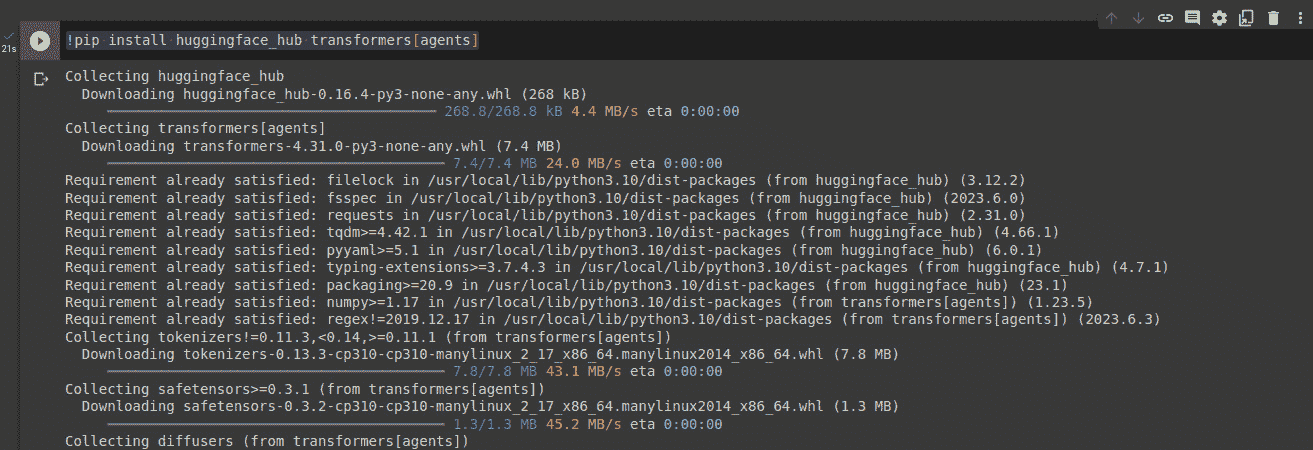 21s
!pip install huggingface_hub transformers[agents]
Collecting huggingface_hub
Downloading huggingface_hub-0.16.4-py3-none-any.whl (268 kB)
268.8/268.8 kB 4.4 MB/s eta 0:00:00
Collecting transformers[agents]
Downloading transformers-4.31.0-py3-none-any.whl (7.4 MB)
7.4/7.4 MB 24.0 MB/s eta 0:00:00
Requirement already satisfied: filelock in /usr/local/lib/python3.10/dist-packages (from huggingface_hub) (3.12.2)
Requirement already satisfied: fsspec in /usr/local/lib/python3.10/dist-packages (from huggingface_hub) (2023.6.0)
Requirement already satisfied: requests in /usr/local/lib/python3.10/dist-packages (from huggingface_hub) (2.31.0)
Requirement already satisfied: tqdm>=4.42.1 in /usr/local/lib/python3.10/dist-packages (from huggingface_hub) (4.66.1)
Requirement already satisfied: pyyaml>=5.1 in /usr/local/lib/python3.10/dist-packages (from huggingface_hub) (6.0.1)
Requirement already satisfied: typing-extensions>=3.7.4.3 in /usr/local/lib/python3.10/dist-packages (from huggingface_hub) (4.7.1)
Requirement already satisfied: packaging>=20.9 in /usr/local/lib/python3.10/dist-packages (from huggingface_hub) (23.1)
Requirement already satisfied: numpy>=1.17 in /usr/local/lib/python3.10/dist-packages (from transformers[agents]) (1.23.5)
Requirement already satisfied: regex!=2019.12.17 in /usr/local/lib/python3.10/dist-packages (from transformers[agents]) (2023.6.3)
Collecting tokenizers!=0.11.3,<0.14,>=0.11.1 (from transformers[agents])
Downloading tokenizers-0.13.3-cp310-cp310-manylinux_2_17_x86_64.manylinux2014_x86_64.whl (7.8 MB)
7.8/7.8 MB 43.1 MB/s eta 0:00:00
Collecting safetensors>=0.3.1 (from transformers[agents])
Downloading safetensors-0.3.2-cp310-cp310-manylinux_2_17_x86_64.manylinux2014_x86_64.whl (1.3 MB)
1.3/1.3 MB 45.2 MB/s eta 0:00:00
Collecting diffusers (from transformers[agents])